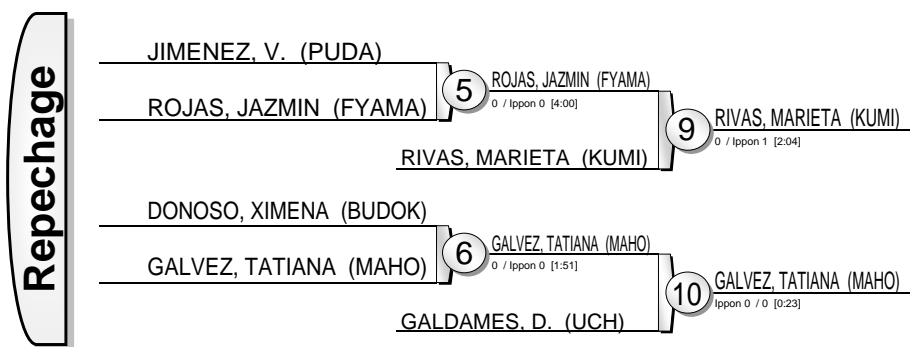 Repechage
JIMENEZ, V. (PUDA)
ROJAS, JAZMIN (FYAMA)
5
ROJAS, JAZMIN (FYAMA)
0 / Ippon 0 [4:00]
RIVAS, MARIETA (KUMI)
9
RIVAS, MARIETA (KUMI)
0 / Ippon 1 [2:04]
DONOSO, XIMENA (BUDOK)
GALVEZ, TATIANA (MAHO)
6
GALVEZ, TATIANA (MAHO)
0 / Ippon 0 [1:51]
GALDAMES, D. (UCH)
10
GALVEZ, TATIANA (MAHO)
Ippon 0 / 0 [0:23]